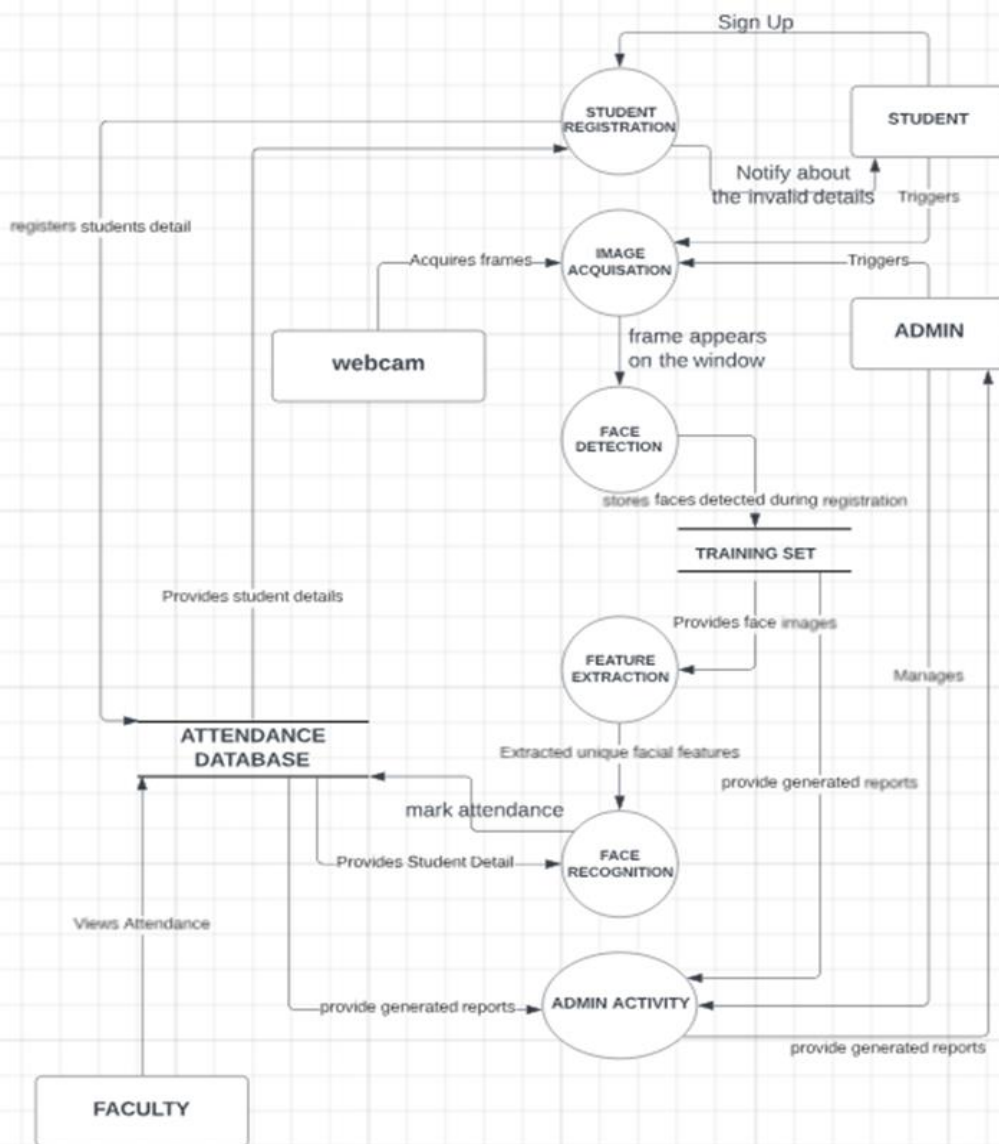 Sign Up
STUDENT
REGISTRATION
STUDENT
Notify about
the invalid details
Triggers
registers students detail
IMAGE
ACQUISATION
Acquires frames
Triggers
ADMIN
frame appears
on the window
webcam
FACE
DETECTION
stores faces detected during registration
TRAINING SET
Provides student details
Provides face images
FEATURE
EXTRACTION
Manages
ATTENDANCE
DATABASE
Extracted unique facial features
provide generated reports
mark attendance
FACE
RECOGNITION
Provides Student Detail
Views Attendance
ADMIN ACTIVITY
provide generated reports
provide generated reports
FACULTY